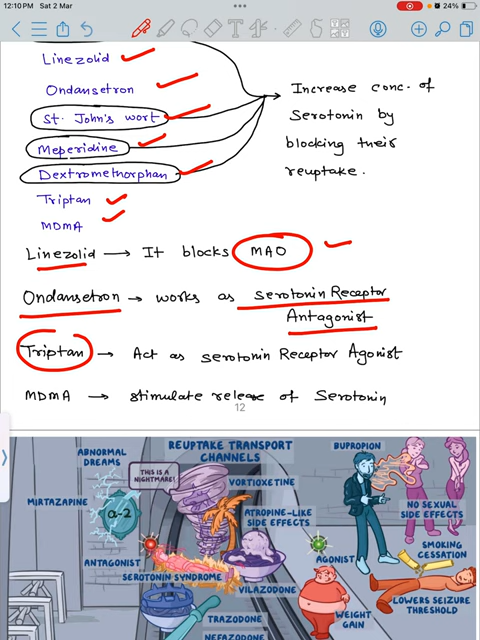 12:10 PM Sat 2 Mar
24%
Linezolid
Ondansetron
St. John's wort
Meperidine
Dextromethorphan
Triptan
MDMA
Increase conc. of
Serotonin by
blocking their
reuptake.
Linezolid → It blocks MAO
Ondansetron → works as serotonin Receptor
Antagonist
Triptan → Act as serotonin Receptor Agonist
MDMA → stimulate release of Serotonin
12
REUPTAKE TRANSPORT
CHANNELS
ABNORMAL
DREAMS
THIS IS A
NIGHTMARE!
MIRTAZAPINE
α-2
ANTAGONIST
SEROTONIN SYNDROME
VORTIOXETINE
ATROPINE-LIKE
SIDE EFFECTS
VILAZODONE
TRAZODONE
NEFAZODONE
BUPROPION
NO SEXUAL
SIDE EFFECTS
AGONIST
SMOKING
CESSATION
WEIGHT
GAIN
LOWERS SEIZURE
THRESHOLD